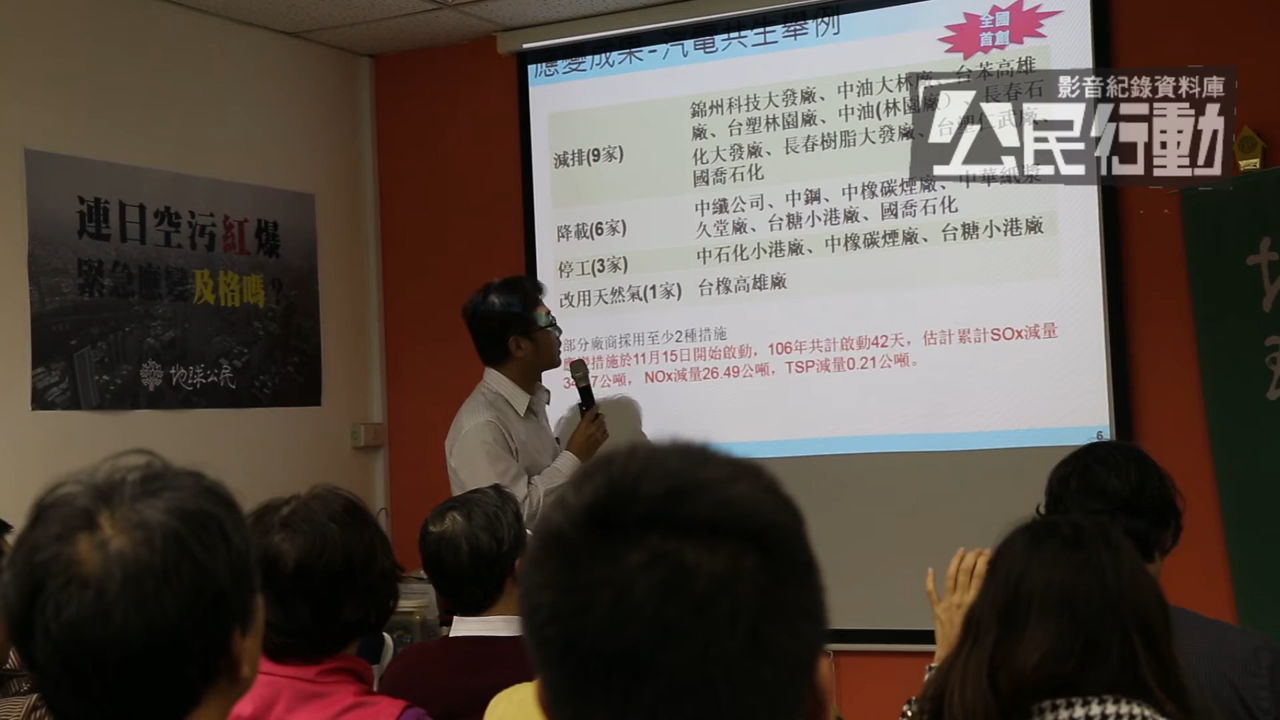 應變成果-汽電共生舉例
全國
首創
影音紀錄資料庫
公民行動
減排(9家)
錦州科技大發廠、中油大林廠、台苯高雄
廠、台塑林園廠、中油(林園廠)、長春石
化大發廠、長春樹脂大發廠、台塑仁武廠、
國喬石化
降載(6家)
中纖公司、中鋼、中橡碳煙廠、中華紙漿
久堂廠、台糖小港廠、國喬石化
停工(3家)
中石化小港廠、中橡碳煙廠、台糖小港廠
改用天然氣(1家)
台橡高雄廠
部分廠商採用至少2種措施
應變措施於11月15日開始啟動，106年共計啟動42天，估計累計SOx減量
公噸， NOx減量26.49公噸，TSP減量0.21公噸。
6
連日空污紅爆
緊急應變及格嗎?
地球公民
地